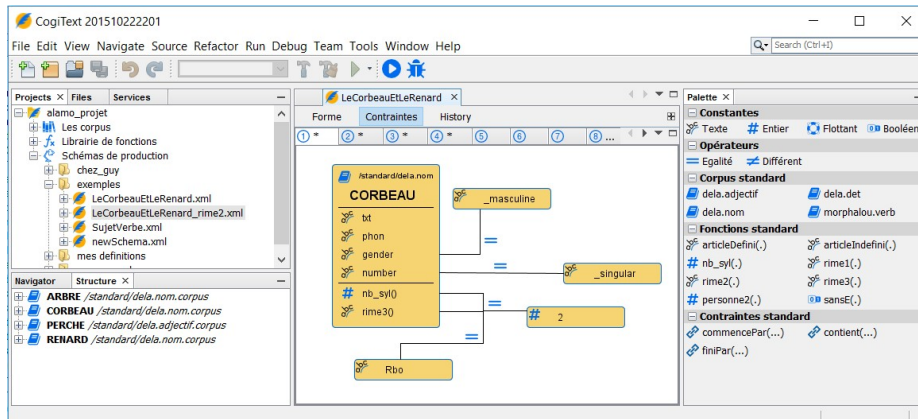 CogiText 201510222201
File Edit View Navigate Source Refactor Run Debug Team Tools Window Help
Search (Ctrl+I)
Projects × Files Services
alamo_projet
Les corpus
Librairie de fonctions
Schémas de production
chez_guy
exemples
LeCorbeauEtLeRenard.xml
LeCorbeauEtLeRenard_rime2.xml
SujetVerbe.xml
newSchema.xml
mes definitions
Navigator Structure ×
ARBRE /standard/dela.nom.corpus
CORBEAU /standard/dela.nom.corpus
PERCHE /standard/dela.adjectif.corpus
RENARD /standard/dela.nom.corpus
LeCorbeauEtLeRenard ×
Forme Contraintes History
1 * 2 * 3 * 4 * 5 6 7 8 ...
/standard/dela.nom
CORBEAU
txt
phon
gender
number
nb_syl()
rime3()
_masculine
=
=
_singular
=
# 2
=
Rbo
Palette ×
Constantes
Texte # Entier Flottant Booléen
Opérateurs
= Egalité ≠ Différent
Corpus standard
dela.adjectif dela.det
dela.nom morphalou.verb
Fonctions standard
articleDefini(.) articleIndefini(.)
# nb_syl(.) rime1(.)
rime2(.) rime3(.)
# personne2(.) sansE(.)
Contraintes standard
commencePar(...) contient(...)
finiPar(...)